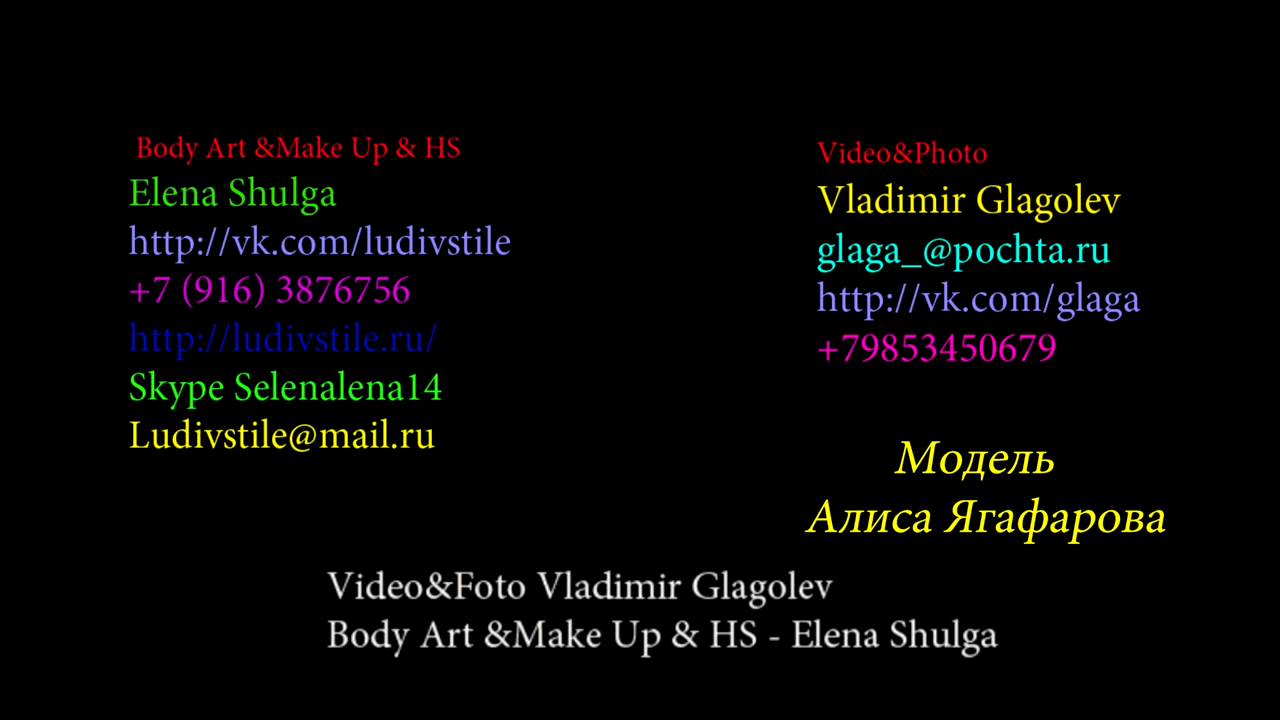 Body Art &Make Up & HS
Elena Shulga
http://vk.com/ludivstile
+7 (916) 3876756
http://ludivstile.ru/
Skype Selenalena14
Ludivstile@mail.ru
Video&Photo
Vladimir Glagolev
glaga_@pochta.ru
http://vk.com/glaga
+79853450679
Модель
Алиса Ягафарова
Video&Foto Vladimir Glagolev
Body Art &Make Up & HS - Elena Shulga